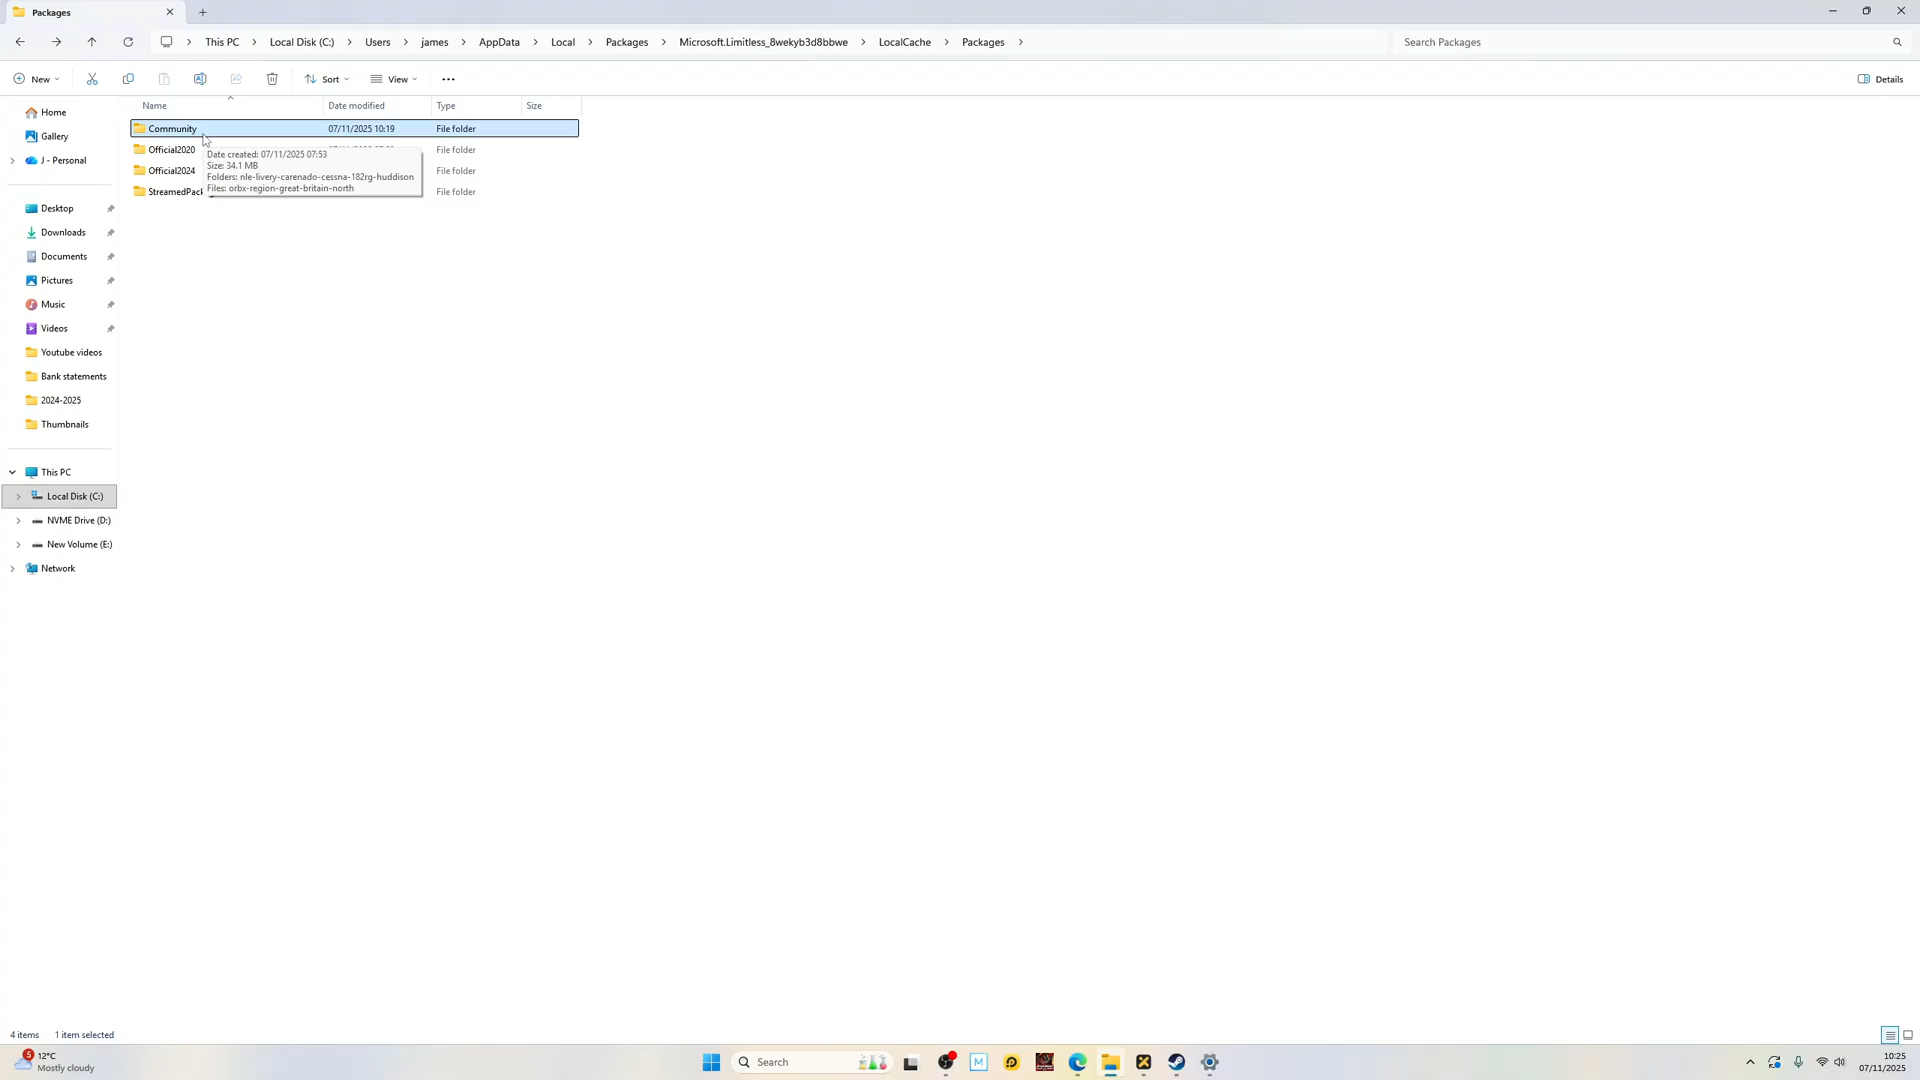 Packages
This PC
Local Disk (C:)
Users
james
AppData
Local
Packages
Microsoft.Limitless_8wekyb3d8bbwe
LocalCache
Packages
Search Packages
New
Sort
View
Details
Name
Date modified
Type
Size
Community
07/11/2025 10:19
File folder
Official2020
File folder
Official2024
File folder
File folder
Date created: 07/11/2025 07:53
Size: 34.1 MB
Folders: nle-livery-carenado-cessna-182rg-huddison
Files: orbx-region-great-britain-north
Home
Gallery
J - Personal
Desktop
Downloads
Documents
Pictures
Music
Videos
Youtube videos
Bank statements
2024-2025
Thumbnails
This PC
Local Disk (C:)
NVME Drive (D:)
New Volume (E:)
Network
4 items
1 item selected
5
12°C
Mostly cloudy
Search
M
10:25
07/11/2025